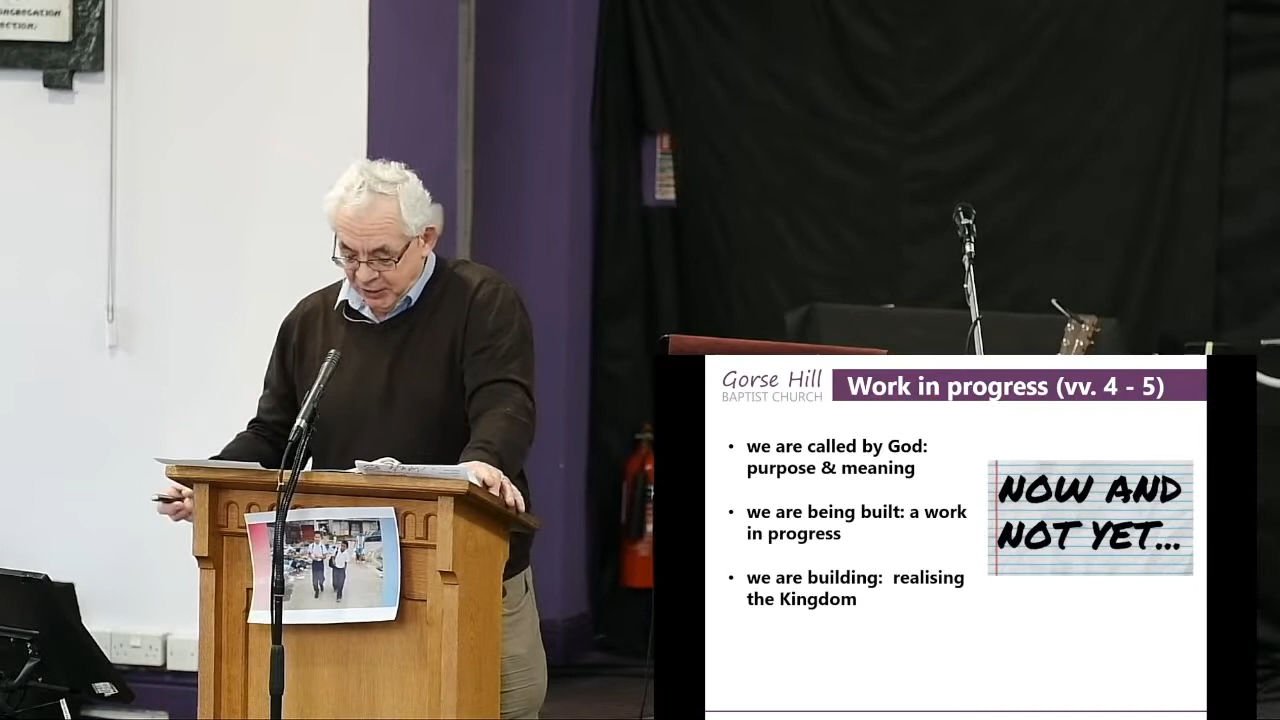 CONGREGATION
Gorse Hill
BAPTIST CHURCH
Work in progress (vv. 4 - 5)
• we are called by God:
purpose & meaning
• we are being built: a work
in progress
• we are building:  realising
the Kingdom
NOW AND
NOT YET...